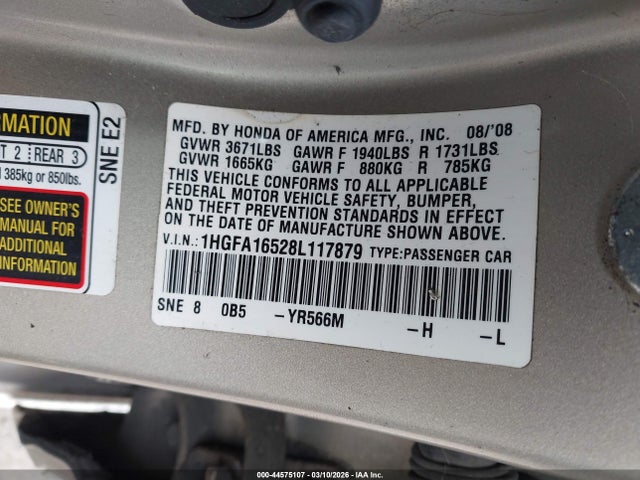 RMATION
T 2 REAR 3
385kg or 850lbs.
SEE OWNER'S
MANUAL FOR
ADDITIONAL
INFORMATION
SNE E2
MFD. BY HONDA OF AMERICA MFG., INC. 08/'08
GVWR 3671LBS GAWR F 1940LBS R 1731LBS
GVWR 1665KG GAWR F 880KG R 785KG
THIS VEHICLE CONFORMS TO ALL APPLICABLE
FEDERAL MOTOR VEHICLE SAFETY, BUMPER,
AND THEFT PREVENTION STANDARDS IN EFFECT
ON THE DATE OF MANUFACTURE SHOWN ABOVE.
V.I.N.: 1HGFA16528L117879 TYPE:PASSENGER CAR
SNE 8 0B5 -YR566M -H -L
000-44575107 - 03/10/2026 - IAA Inc.